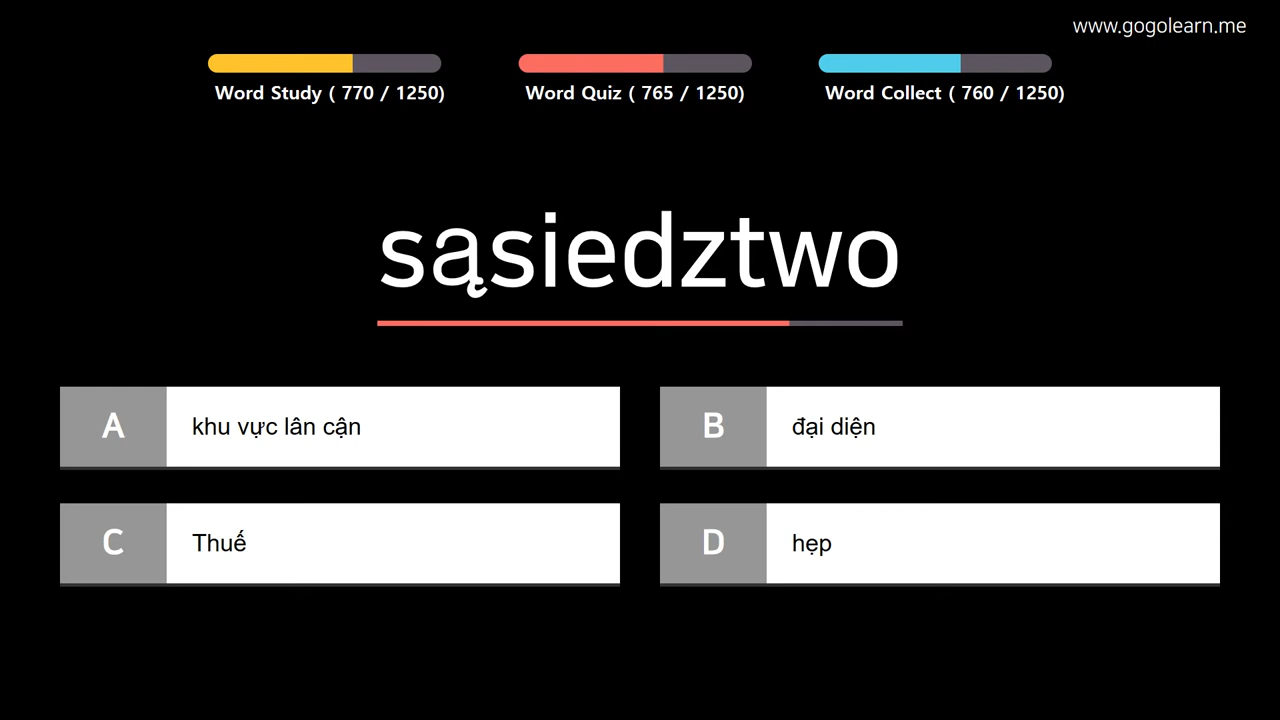 www.gogolearn.me
Word Study ( 770 / 1250)
Word Quiz ( 765 / 1250)
Word Collect ( 760 / 1250)
sąsiedztwo
A khu vực lân cận
B đại diện
C Thuế
D hẹp